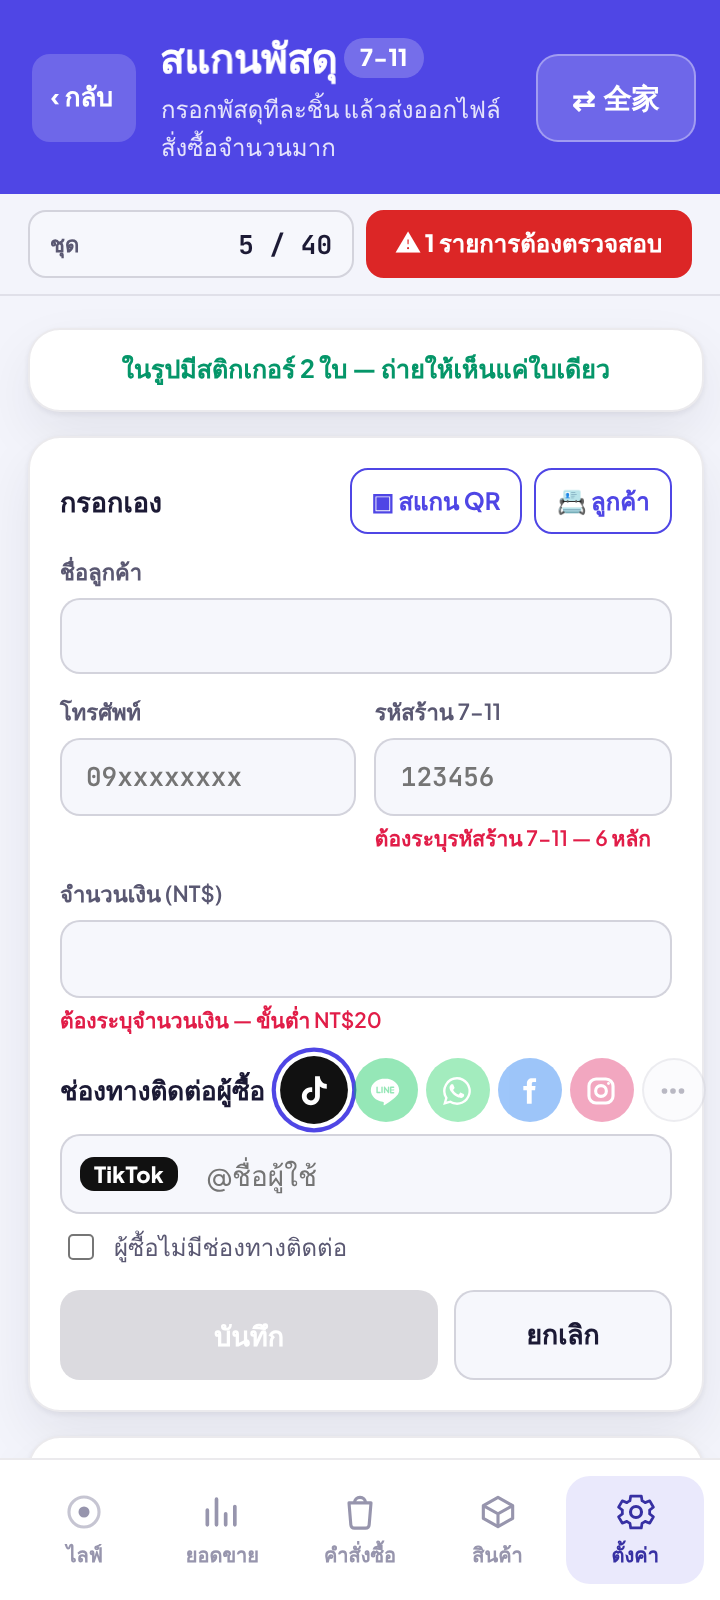 ‹ กลับ
สแกนพัสดุ 7-11
กรอกพัสดุทีละชิ้น แล้วส่งออกไฟล์
สั่งซื้อจำนวนมาก
⇄ 全家
ชุด 5 / 40
⚠ 1 รายการต้องตรวจสอบ
ในรูปมีสติกเกอร์ 2 ใบ — ถ่ายให้เห็นแค่ใบเดียว
กรอกเอง
▣ สแกน QR
📇 ลูกค้า
ชื่อลูกค้า
โทรศัพท์
รหัสร้าน 7-11
09xxxxxxxx
123456
ต้องระบุรหัสร้าน 7-11 — 6 หลัก
จำนวนเงิน (NT$)
ต้องระบุจำนวนเงิน — ขั้นต่ำ NT$20
ช่องทางติดต่อผู้ซื้อ
LINE
TikTok @ชื่อผู้ใช้
ผู้ซื้อไม่มีช่องทางติดต่อ
บันทึก
ยกเลิก
ไลฟ์
ยอดขาย
คำสั่งซื้อ
สินค้า
ตั้งค่า